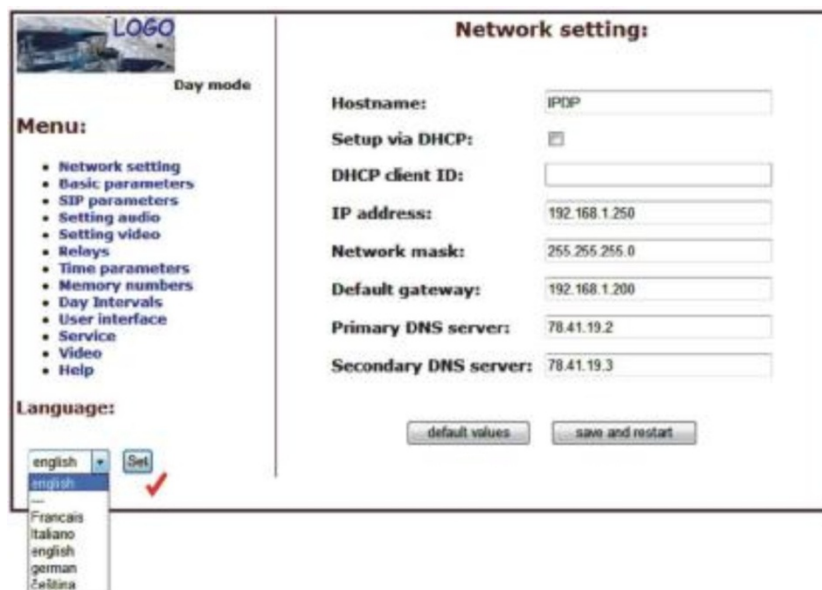 LOGO
Day mode
Menu:
Network setting
Basic parameters
SIP parameters
Setting audio
Setting video
Relays
Time parameters
Memory numbers
Day Intervals
User interface
Service
Video
Help
Language:
english
Set
english
---
Francais
Italiano
english
german
čeština
Network setting:
Hostname: IPDP
Setup via DHCP:
DHCP client ID:
IP address: 192.168.1.250
Network mask: 255.255.255.0
Default gateway: 192.168.1.200
Primary DNS server: 78.41.19.2
Secondary DNS server: 78.41.19.3
default values
save and restart